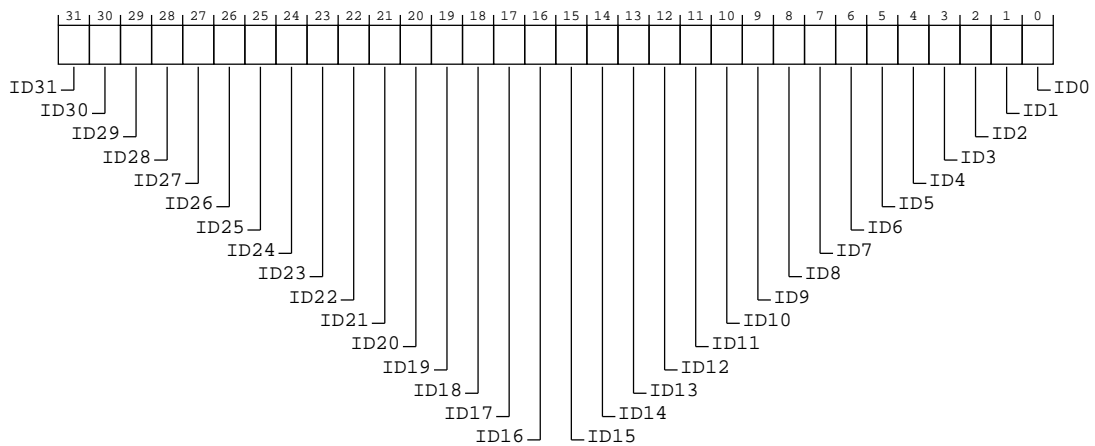 31 30 29 28 27 26 25 24 23 22 21 20 19 18 17 16 15 14 13 12 11 10 9 8 7 6 5 4 3 2 1 0
ID31 ID0
ID30 ID1
ID29 ID2
ID28 ID3
ID27 ID4
ID26 ID5
ID25 ID6
ID24 ID7
ID23 ID8
ID22 ID9
ID21 ID10
ID20 ID11
ID19 ID12
ID18 ID13
ID17 ID14
ID16 ID15